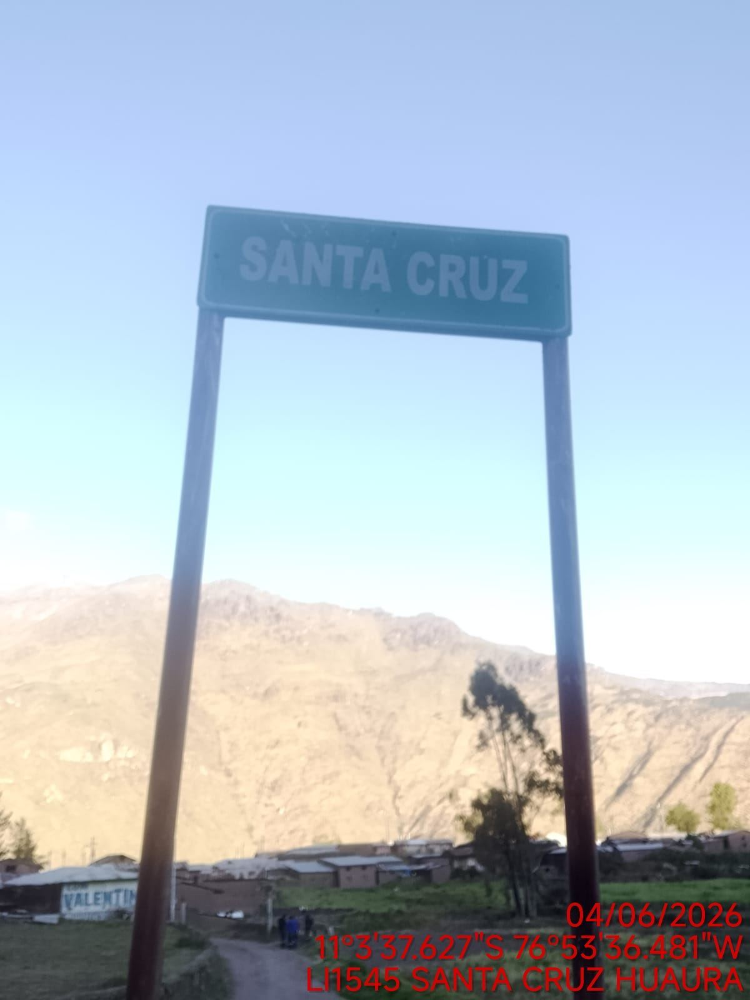 SANTA CRUZ
VALENTIN
04/06/2026
11°3'37.627"S 76°53'36.481"W
LI1545 SANTA CRUZ HUAURA